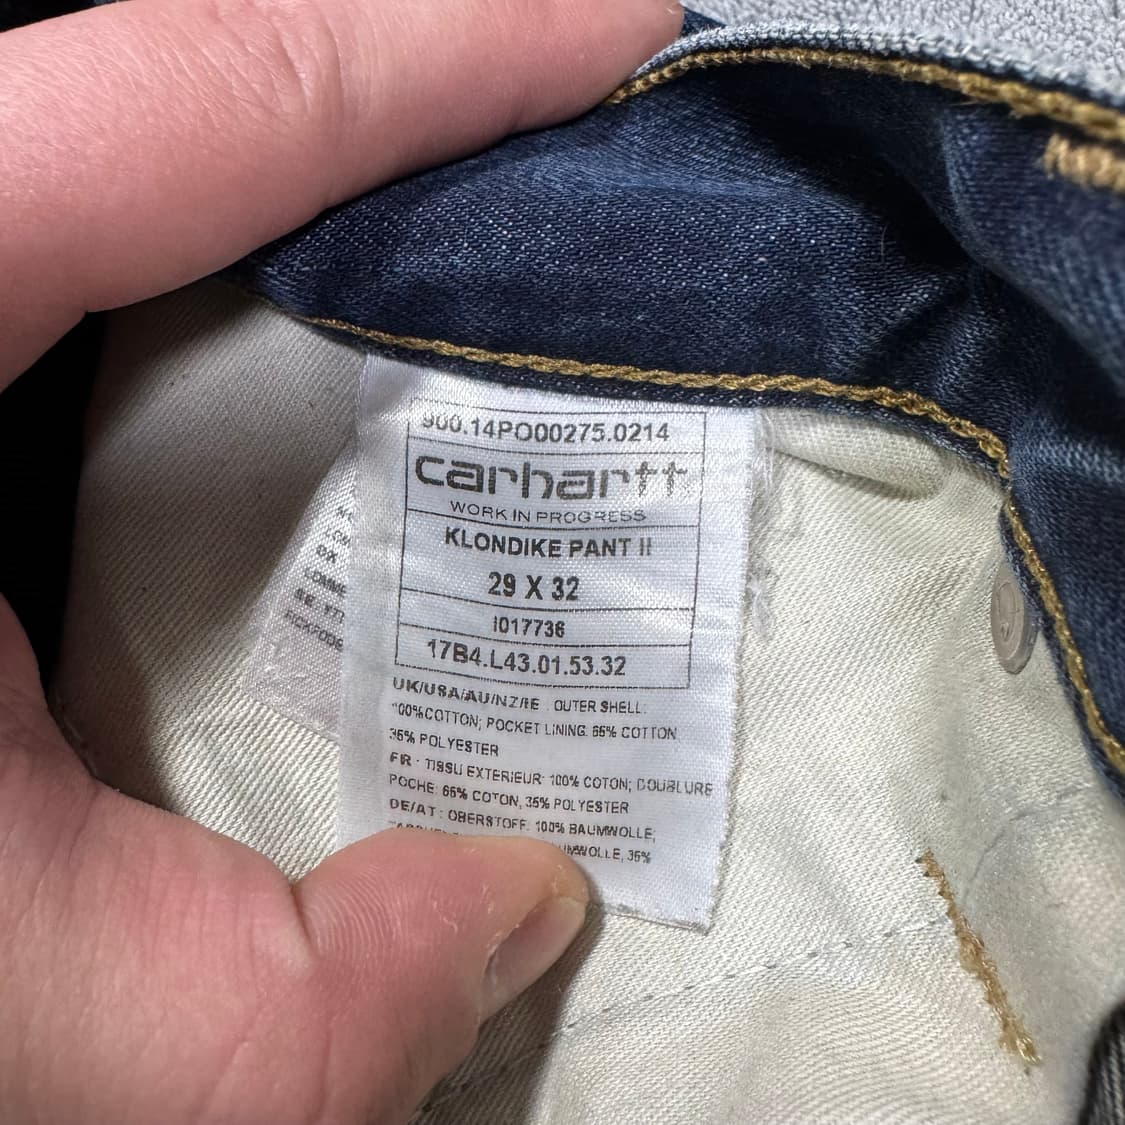 900.14PO00275.0214
carhartt
WORK IN PROGRESS
KLONDIKE PANT II
29 X 32
I017736
17B4.L43.01.53.32
UK/USA/AU/NZ/IE : OUTER SHELL:
100%COTTON; POCKET LINING: 65% COTTON,
35% POLYESTER
FR : TISSU EXTERIEUR: 100% COTON; DOUBLURE
POCHE: 65% COTON, 35% POLYESTER
DE/AT : OBERSTOFF: 100% BAUMWOLLE;
35%